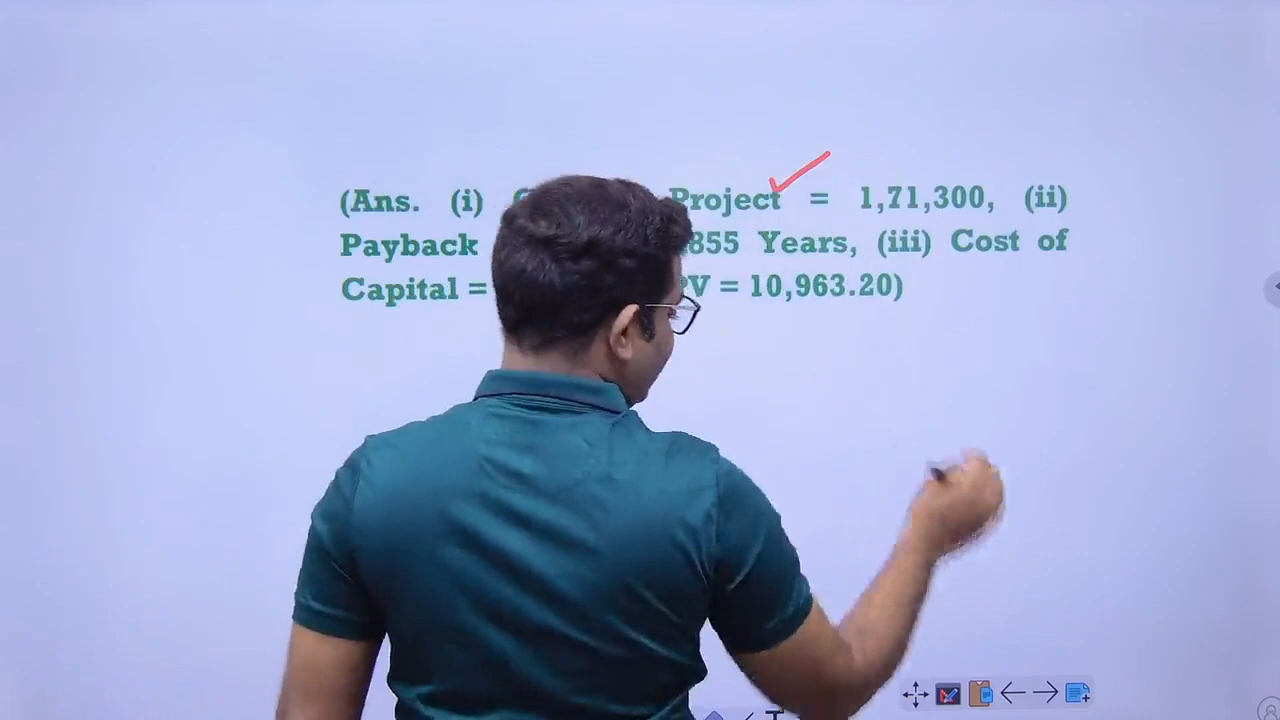 (Ans. (i) Project = 1,71,300, (ii)
Payback 855 Years, (iii) Cost of
Capital = V = 10,963.20)